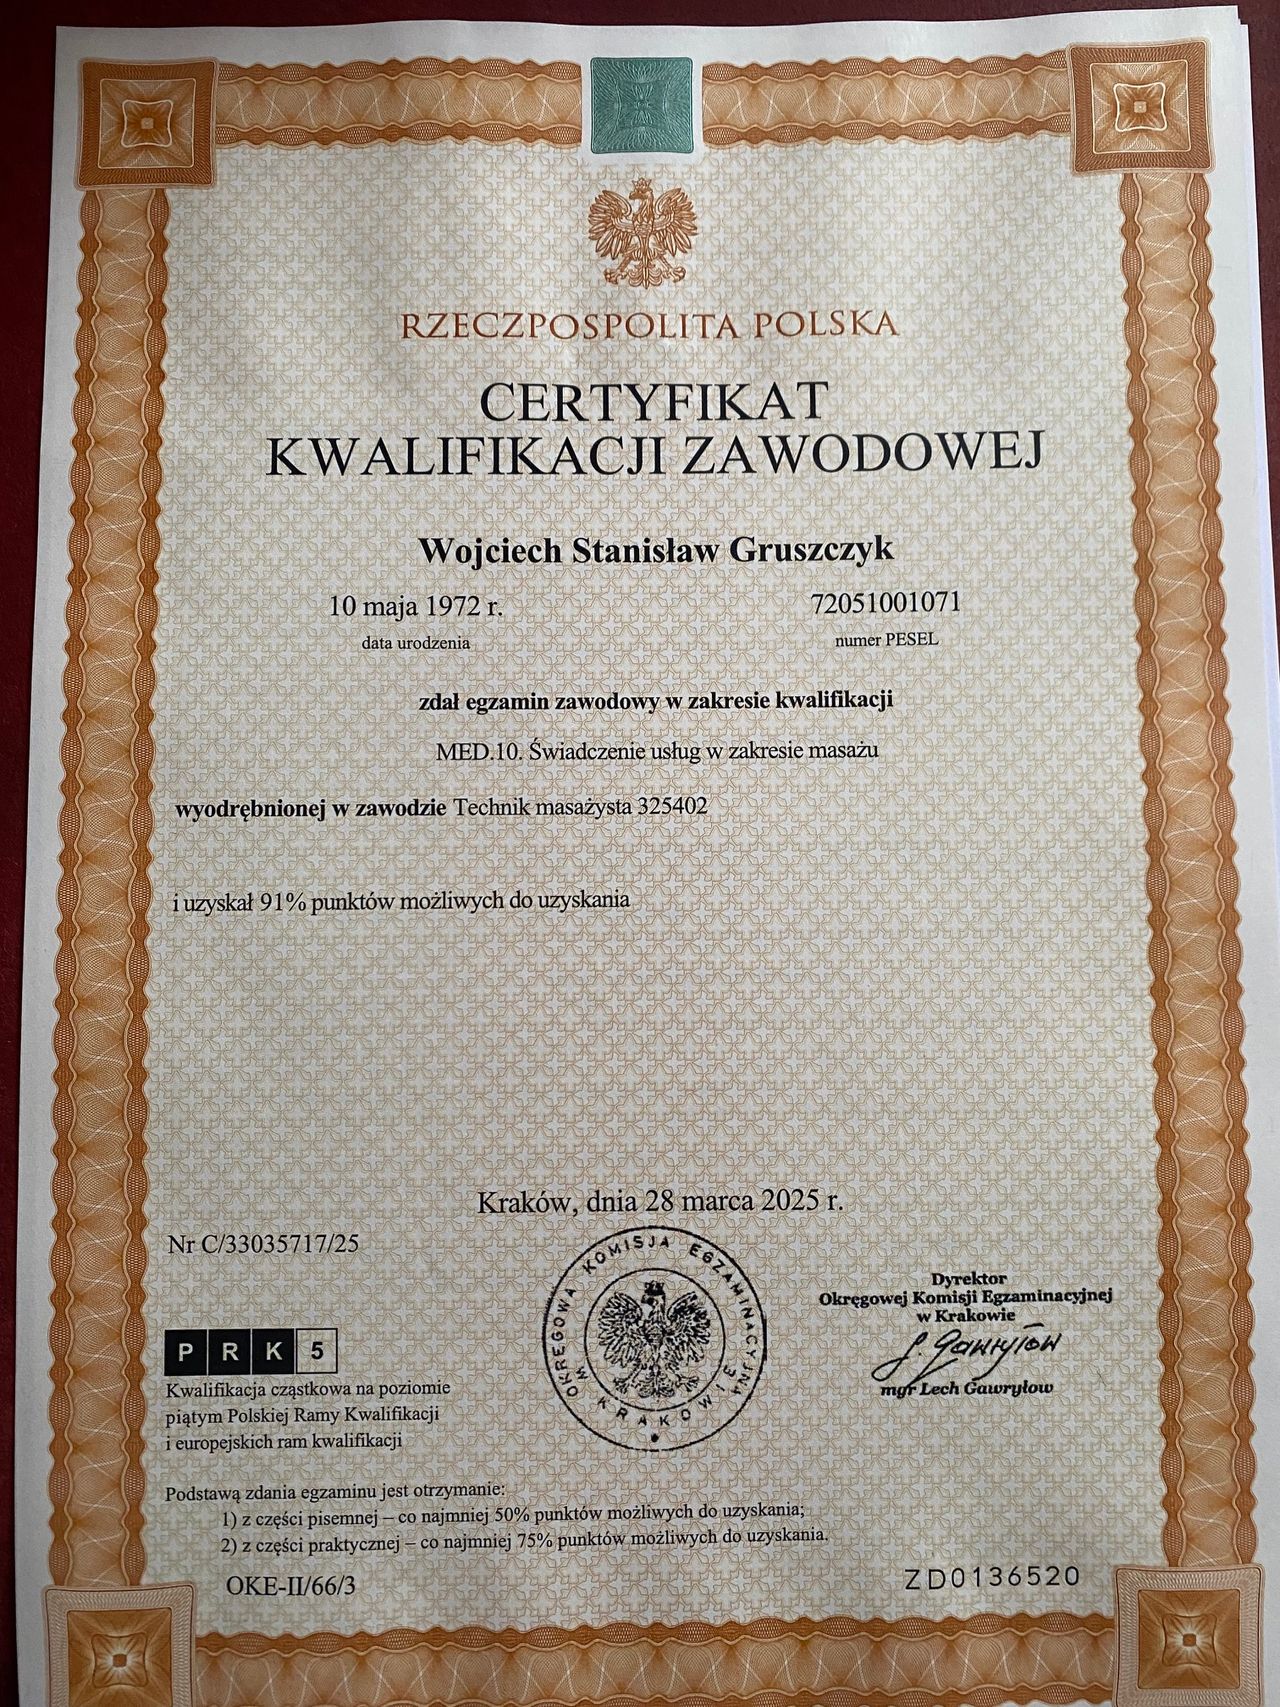 RZECZPOSPOLITA POLSKA
CERTYFIKAT
KWALIFIKACJI ZAWODOWEJ
Wojciech Stanisław Gruszczyk
10 maja 1972 r. 72051001071
data urodzenia numer PESEL
zdał egzamin zawodowy w zakresie kwalifikacji
MED.10. Świadczenie usług w zakresie masażu
wyodrębnionej w zawodzie Technik masażysta 325402
i uzyskał 91% punktów możliwych do uzyskania
Kraków, dnia 28 marca 2025 r.
Nr C/33035717/25
OKRĘGOWA KOMISJA EGZAMINACYJNA
W KRAKOWIE
3
Dyrektor
Okręgowej Komisji Egzaminacyjnej
w Krakowie
L. Gawryłow
mgr Lech Gawryłow
P R K 5
Kwalifikacja cząstkowa na poziomie
piątym Polskiej Ramy Kwalifikacji
i europejskich ram kwalifikacji
Podstawą zdania egzaminu jest otrzymanie:
1) z części pisemnej – co najmniej 50% punktów możliwych do uzyskania;
2) z części praktycznej – co najmniej 75% punktów możliwych do uzyskania.
OKE-II/66/3
ZD0136520